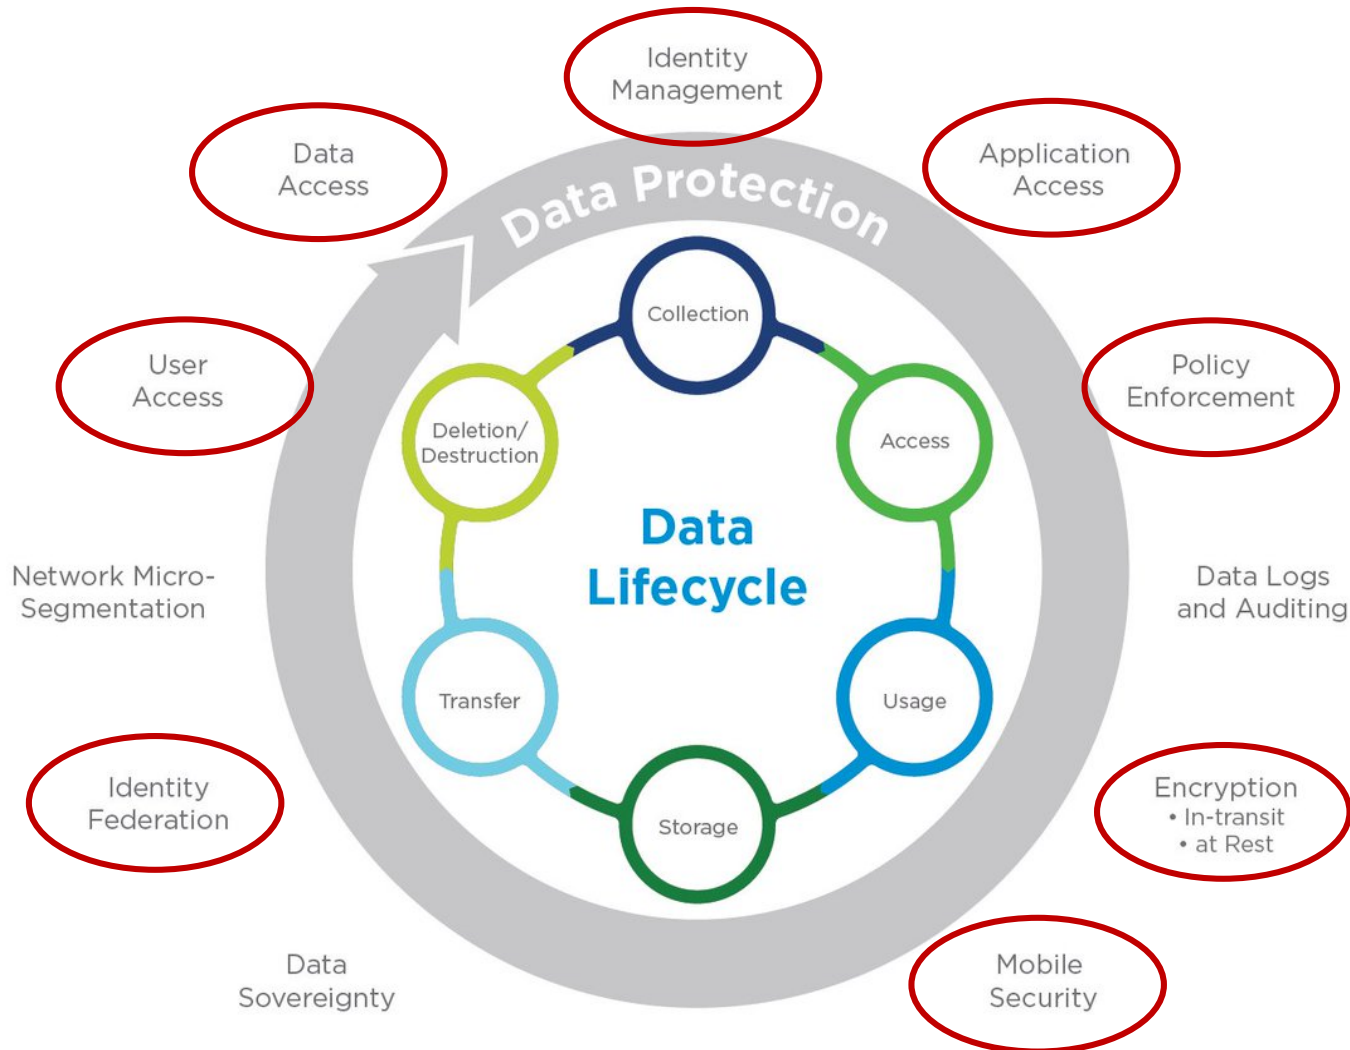 Identity
Management
Data
Access
Application
Access
Data Protection
Collection
User
Access
Policy
Enforcement
Deletion/
Destruction
Access
Data
Lifecycle
Network Micro-
Segmentation
Data Logs
and Auditing
Transfer
Usage
Identity
Federation
Storage
Encryption
• In-transit
• at Rest
Data
Sovereignty
Mobile
Security